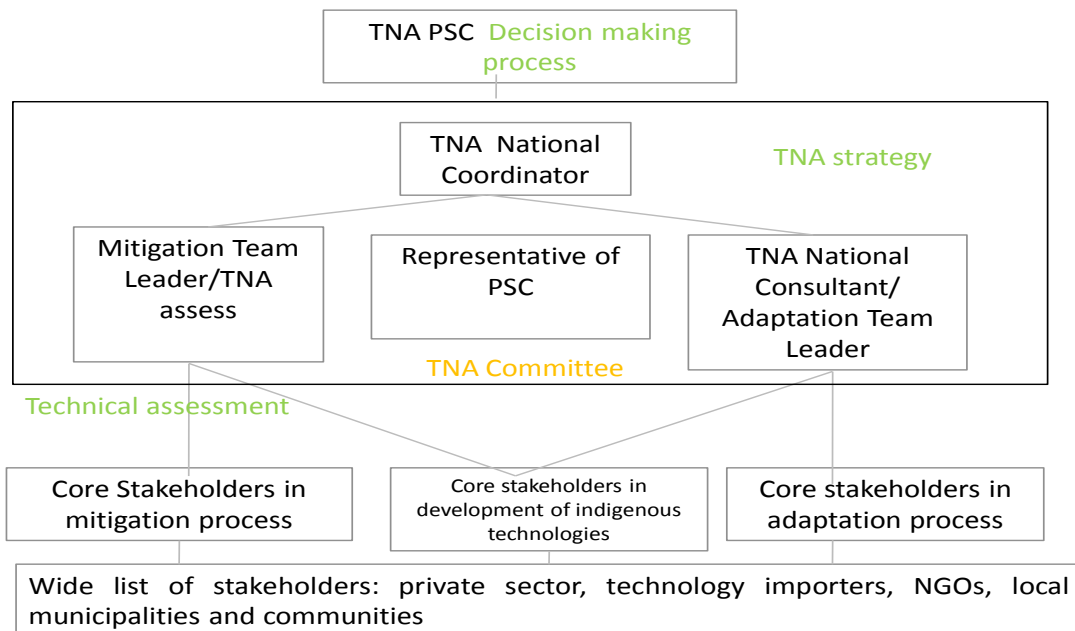 TNA PSC Decision making
process
TNA National
Coordinator
TNA strategy
Mitigation Team
Leader/TNA
assess
Representative of
PSC
TNA National
Consultant/
Adaptation Team
Leader
TNA Committee
Technical assessment
Core Stakeholders in
mitigation process
Core stakeholders in
development of indigenous
technologies
Core stakeholders in
adaptation process
Wide list of stakeholders: private sector, technology importers, NGOs, local
municipalities and communities